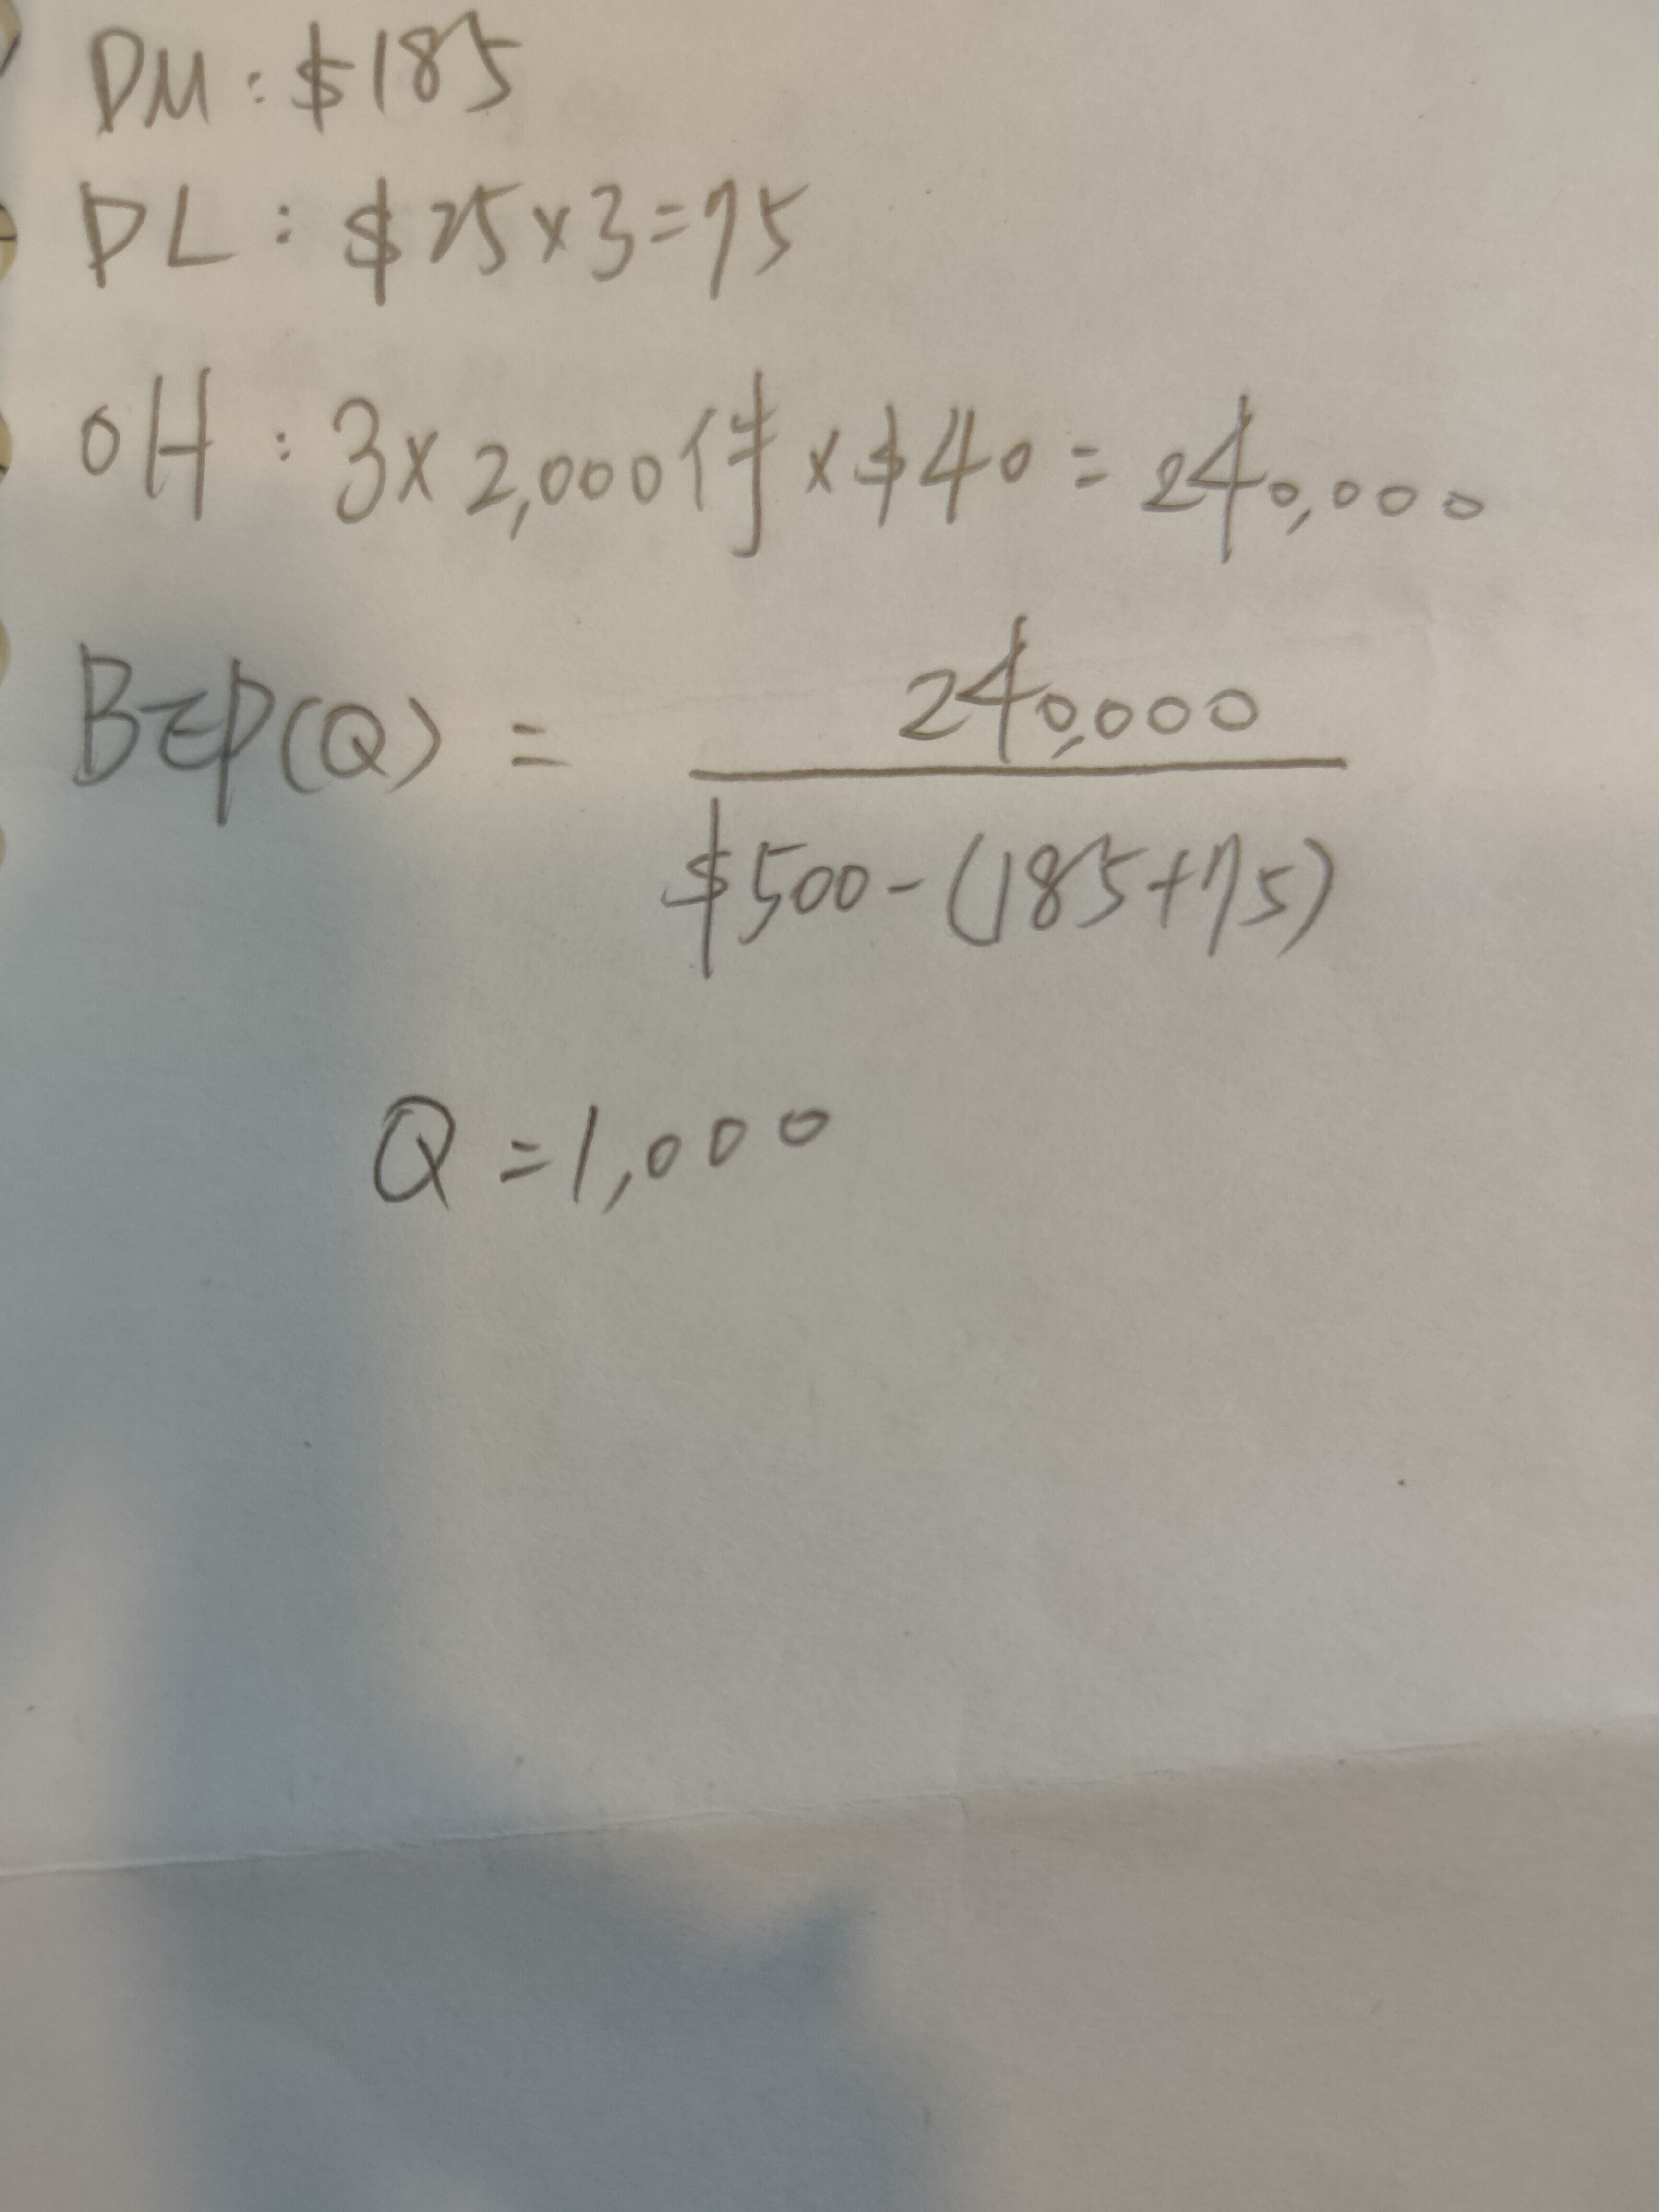 DM : $185
DL : $25×3=75
OH : 3×2,000件×$40=240,000
BEP(Q) = 240,000
$500-(185+75)
Q=1,000